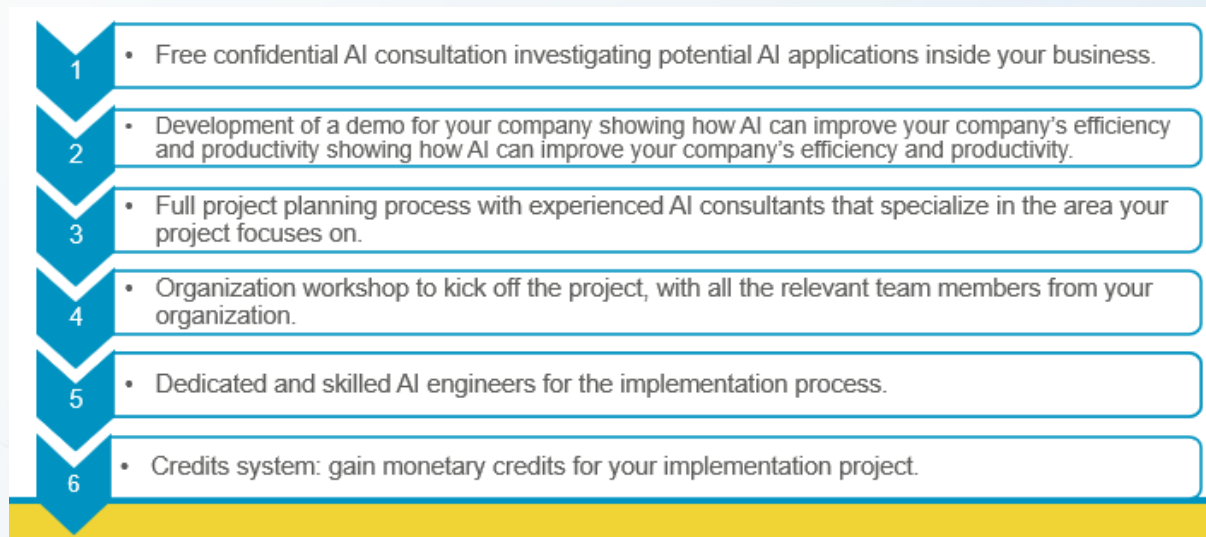 1
• Free confidential AI consultation investigating potential AI applications inside your business.
2
• Development of a demo for your company showing how AI can improve your company's efficiency
and productivity showing how AI can improve your company's efficiency and productivity.
3
• Full project planning process with experienced AI consultants that specialize in the area your
project focuses on.
4
• Organization workshop to kick off the project, with all the relevant team members from your
organization.
5
• Dedicated and skilled AI engineers for the implementation process.
6
• Credits system: gain monetary credits for your implementation project.